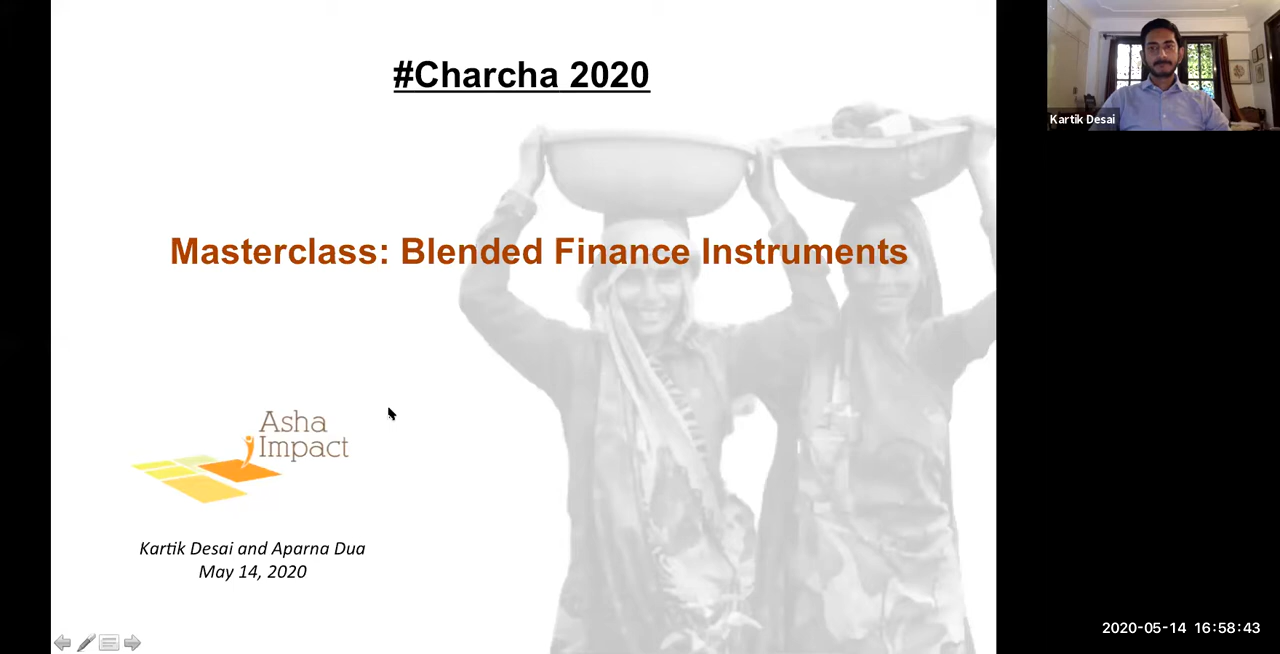 #Charcha 2020
Kartik Desai
Masterclass: Blended Finance Instruments
Asha
Impact
Kartik Desai and Aparna Dua
May 14, 2020
2020-05-14 16:58:43